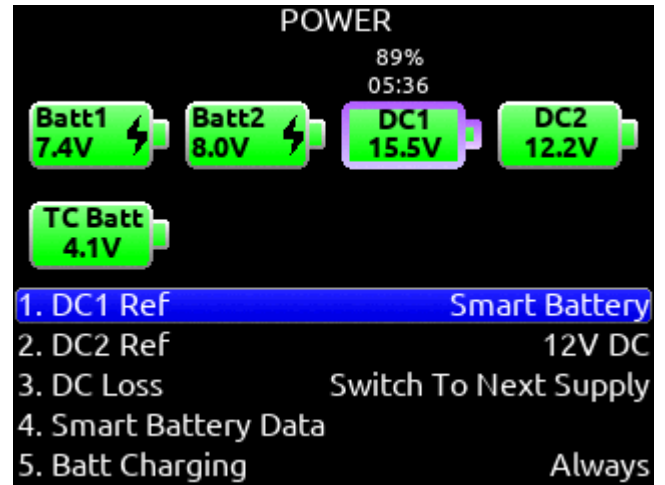 POWER
89%
05:36
Batt1
7.4V
Batt2
8.0V
DC1
15.5V
DC2
12.2V
TC Batt
4.1V
1. DC1 Ref Smart Battery
2. DC2 Ref 12V DC
3. DC Loss Switch To Next Supply
4. Smart Battery Data
5. Batt Charging Always